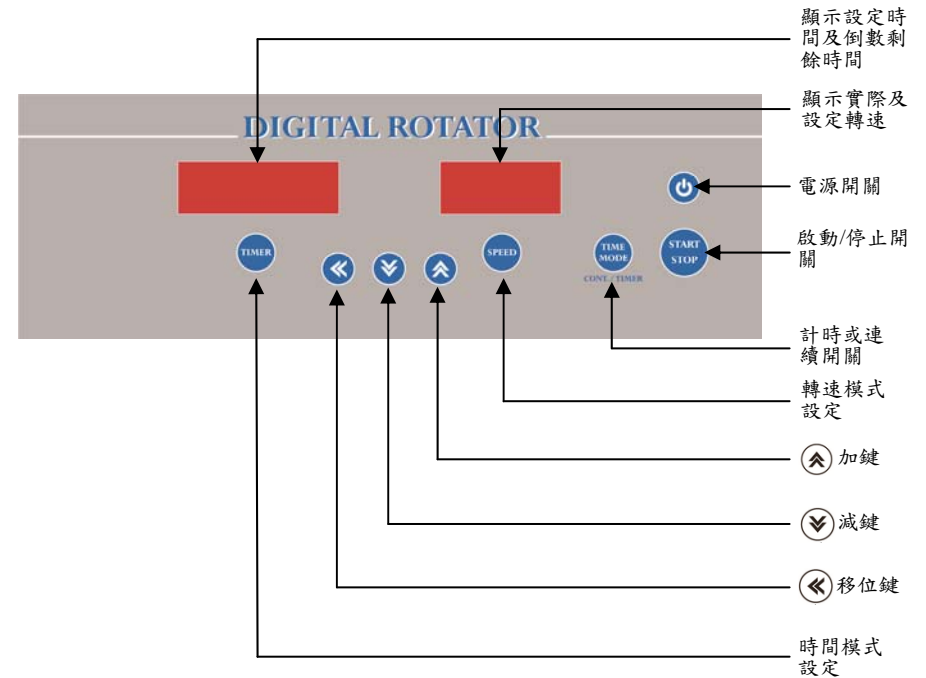 顯示設定時
間及倒數剩
餘時間
顯示實際及
設定轉速
DIGITAL ROTATOR
電源開關
啟動/停止開
關
TIMER
SPEED
TIME
MODE
CONT. / TIMER
START
STOP
計時或連
續開關
轉速模式
設定
加鍵
減鍵
移位鍵
時間模式
設定